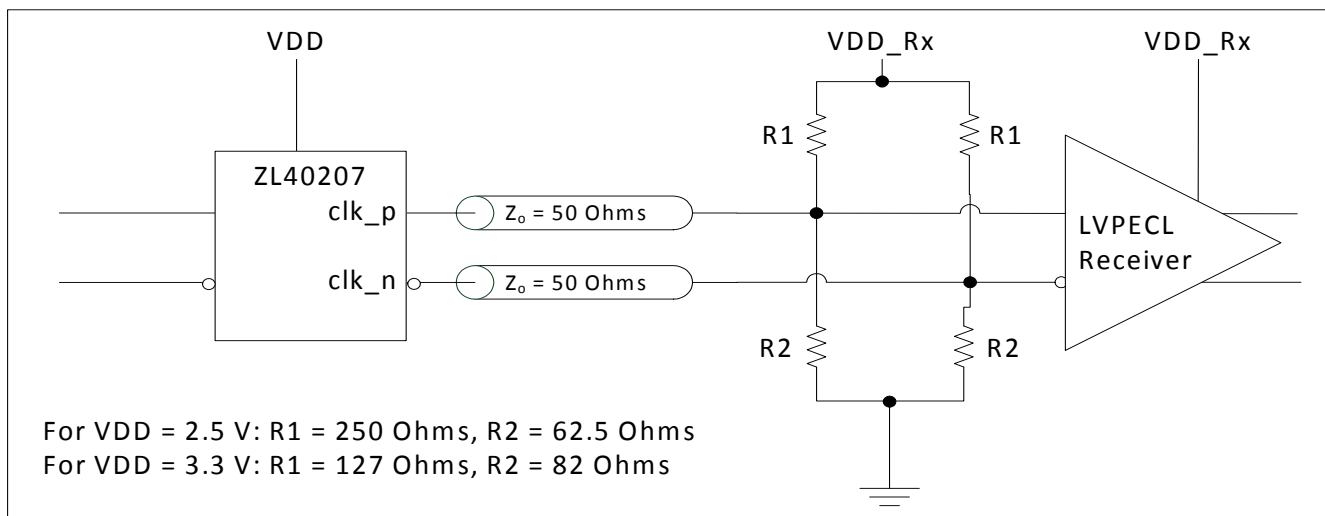 VDD
VDD_Rx
VDD_Rx
R1
R1
ZL40207
clk_p
Zo = 50 Ohms
LVPECL
Receiver
clk_n
Zo = 50 Ohms
R2
R2
For VDD = 2.5 V: R1 = 250 Ohms, R2 = 62.5 Ohms
For VDD = 3.3 V: R1 = 127 Ohms, R2 = 82 Ohms